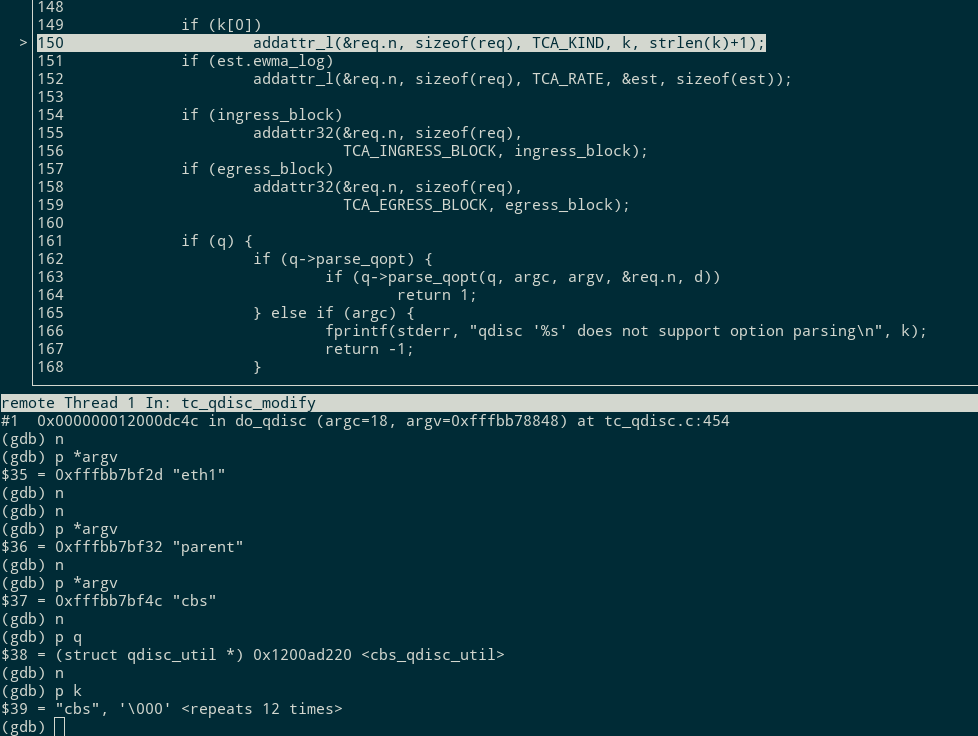 148
149             if (k[0])
> 150                     addattr_l(&req.n, sizeof(req), TCA_KIND, k, strlen(k)+1);
151             if (est.ewma_log)
152                     addattr_l(&req.n, sizeof(req), TCA_RATE, &est, sizeof(est));
153
154             if (ingress_block)
155                     addattr32(&req.n, sizeof(req),
156                               TCA_INGRESS_BLOCK, ingress_block);
157             if (egress_block)
158                     addattr32(&req.n, sizeof(req),
159                               TCA_EGRESS_BLOCK, egress_block);
160
161             if (q) {
162                     if (q->parse_qopt) {
163                             if (q->parse_qopt(q, argc, argv, &req.n, d))
164                                     return 1;
165                     } else if (argc) {
166                             fprintf(stderr, "qdisc '%s' does not support option parsing\n", k);
167                             return -1;
168                     }
remote Thread 1 In: tc_qdisc_modify
#1  0x000000012000dc4c in do_qdisc (argc=18, argv=0xfffbb78848) at tc_qdisc.c:454
(gdb) n
(gdb) p *argv
$35 = 0xfffbb7bf2d "eth1"
(gdb) n
(gdb) n
(gdb) p *argv
$36 = 0xfffbb7bf32 "parent"
(gdb) n
(gdb) p *argv
$37 = 0xfffbb7bf4c "cbs"
(gdb) n
(gdb) p q
$38 = (struct qdisc_util *) 0x1200ad220 <cbs_qdisc_util>
(gdb) n
(gdb) p k
$39 = "cbs", '\000' <repeats 12 times>
(gdb)